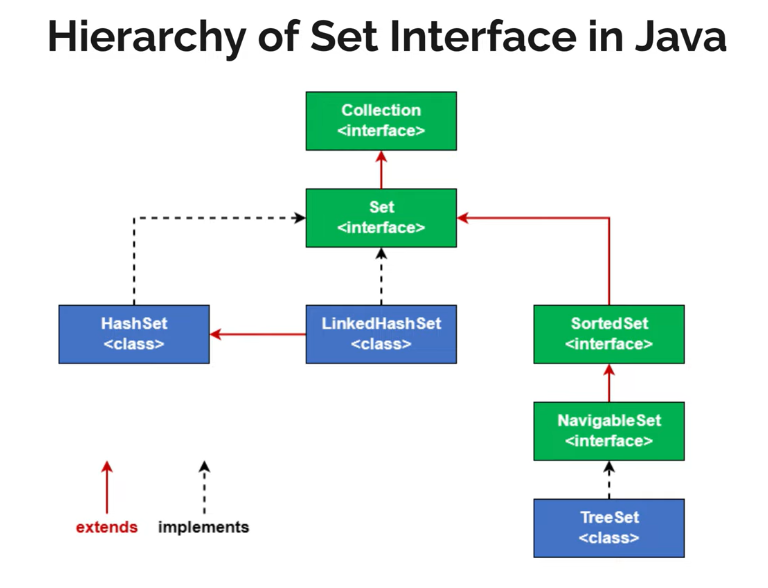 Hierarchy of Set Interface in Java
Collection
<interface>
Set
<interface>
HashSet
<class>
LinkedHashSet
<class>
SortedSet
<interface>
NavigableSet
<interface>
TreeSet
<class>
extends
implements